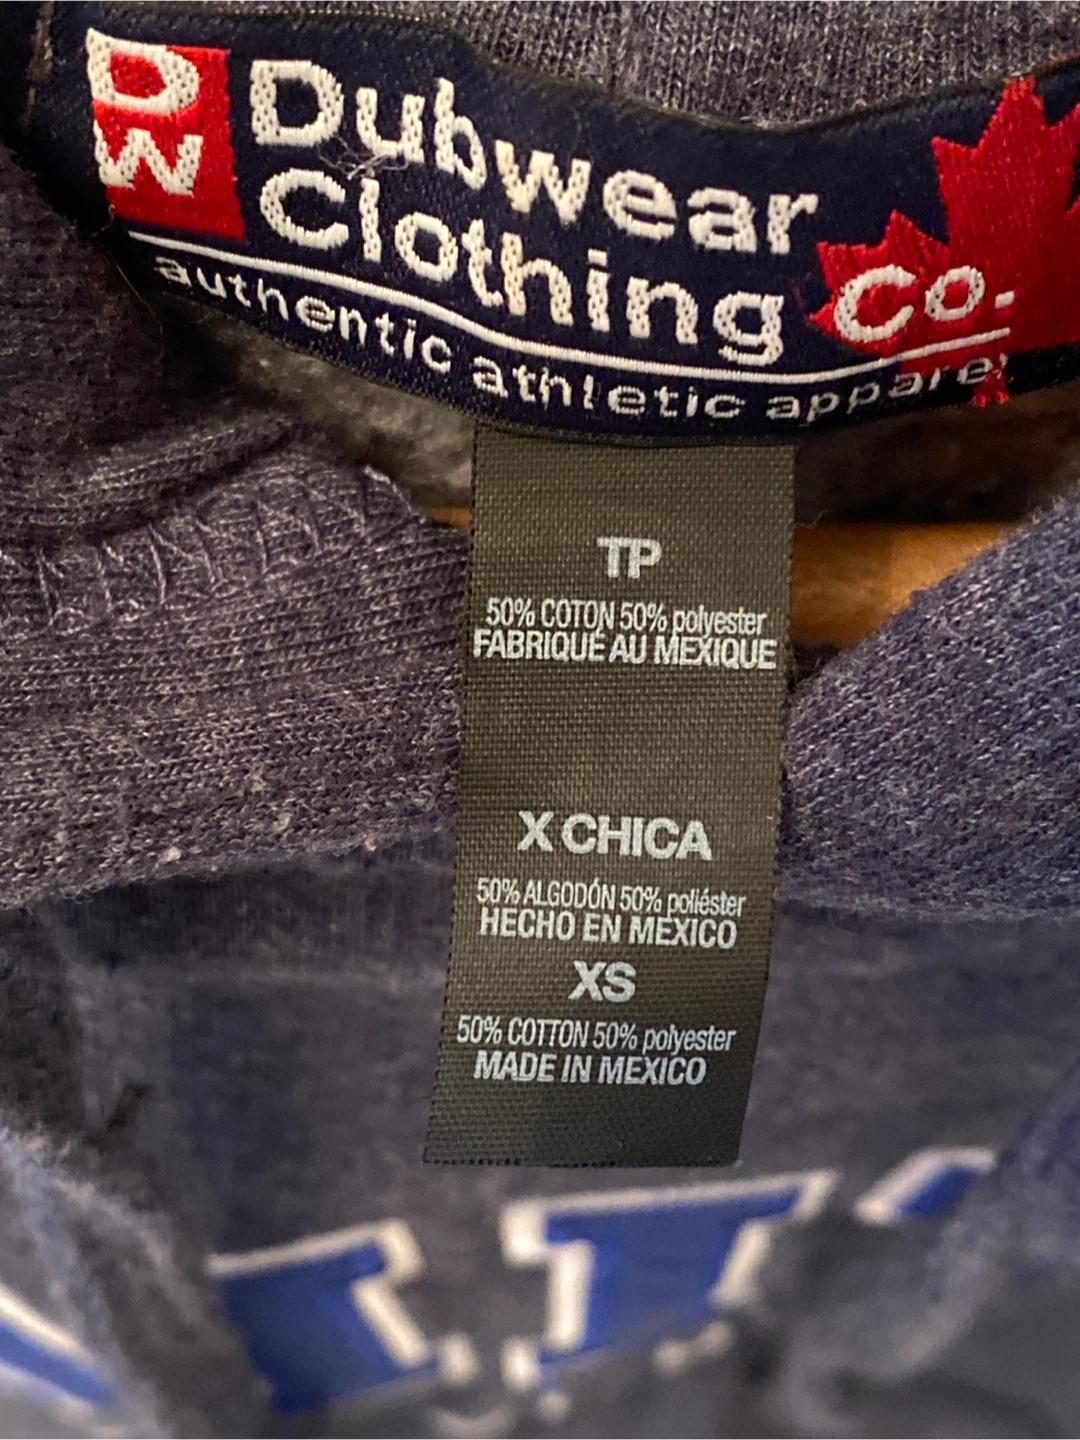 DW
Dubwear
Clothing Co.
authentic athletic apparel
TP
50% COTON 50% polyester
FABRIQUÉ AU MEXIQUE
X CHICA
50% ALGODÓN 50% poliéster
HECHO EN MEXICO
XS
50% COTTON 50% polyester
MADE IN MEXICO